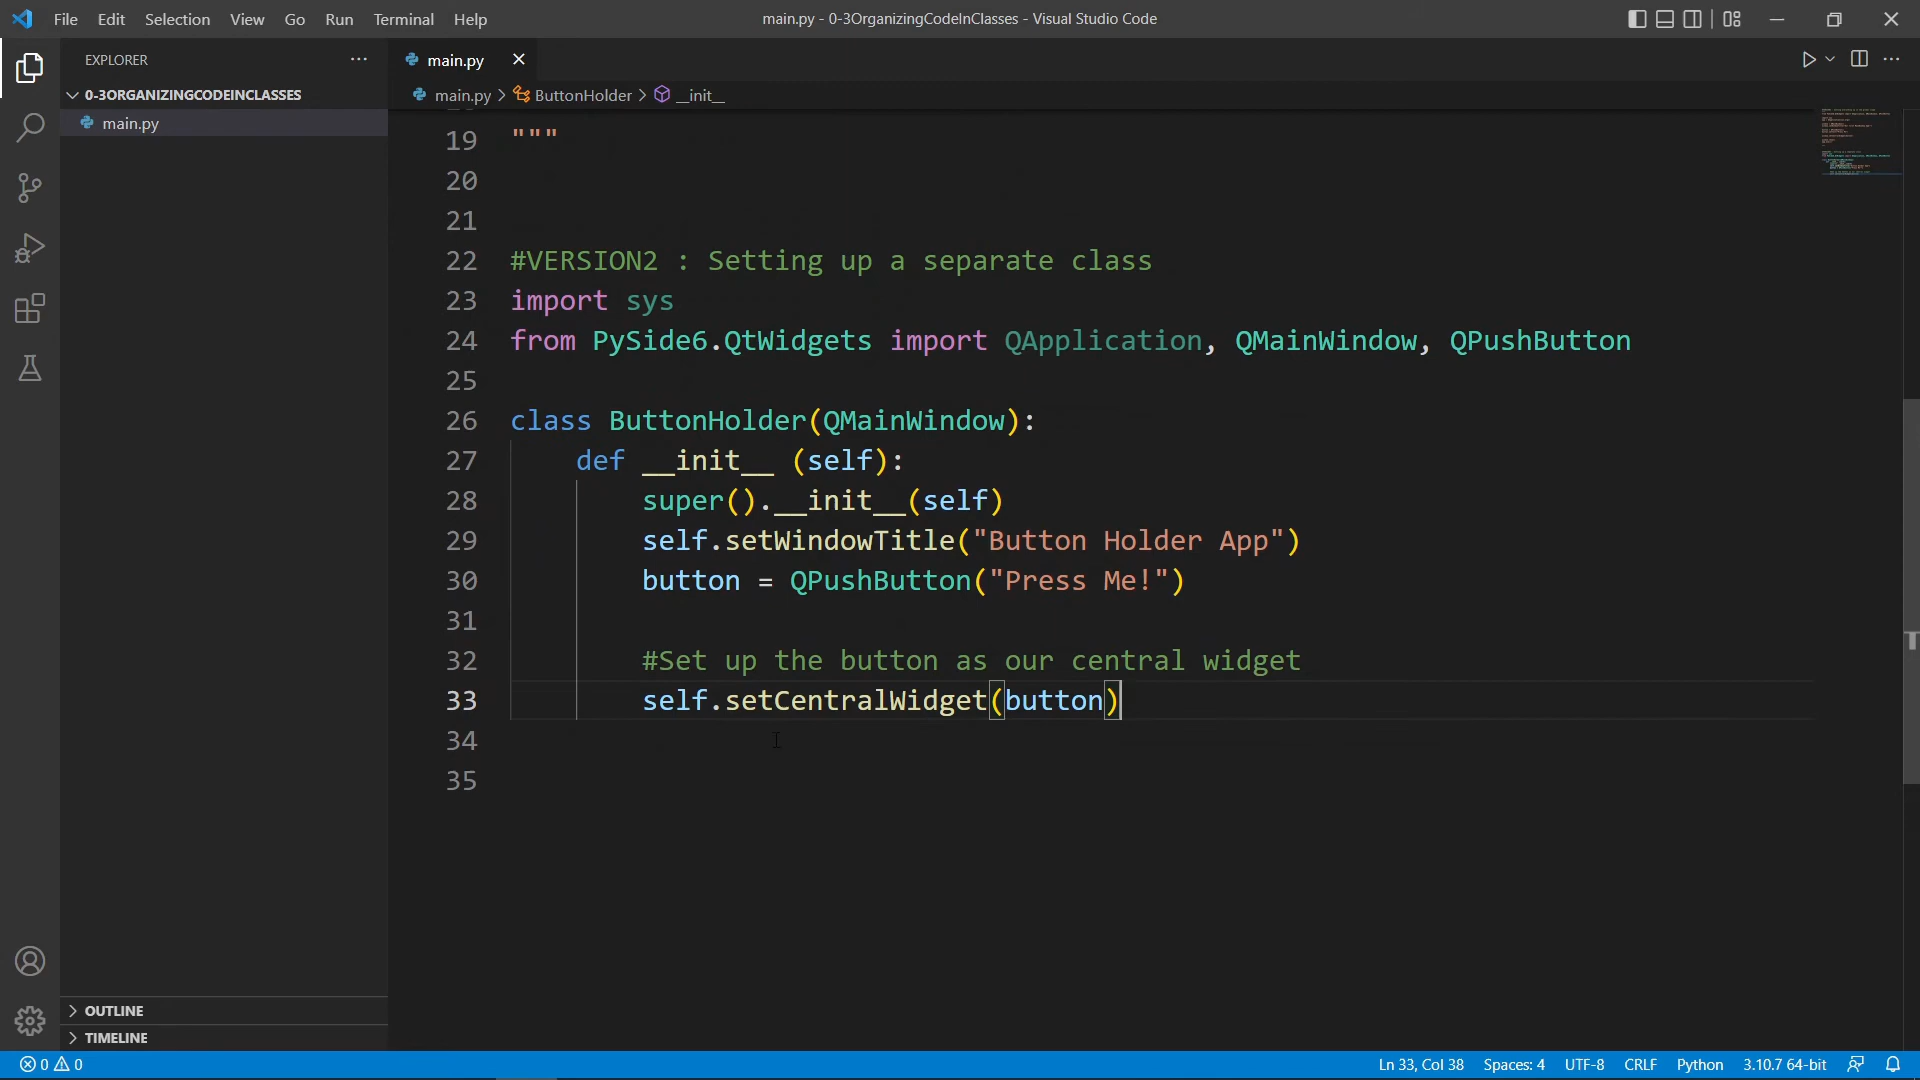 File Edit Selection View Go Run Terminal Help
main.py - 0-3OrganizingCodeInClasses - Visual Studio Code
EXPLORER
main.py
0-3ORGANIZINGCODEINCLASSES
main.py
main.py > ButtonHolder > __init__
19 """
20
21
22 #VERSION2 : Setting up a separate class
23 import sys
24 from PySide6.QtWidgets import QApplication, QMainWindow, QPushButton
25
26 class ButtonHolder(QMainWindow):
27 def __init__ (self):
28 super().__init__(self)
29 self.setWindowTitle("Button Holder App")
30 button = QPushButton("Press Me!")
31
32 #Set up the button as our central widget
33 self.setCentralWidget(button)
34
35
OUTLINE
TIMELINE
0 0
Ln 33, Col 38 Spaces: 4 UTF-8 CRLF Python 3.10.7 64-bit